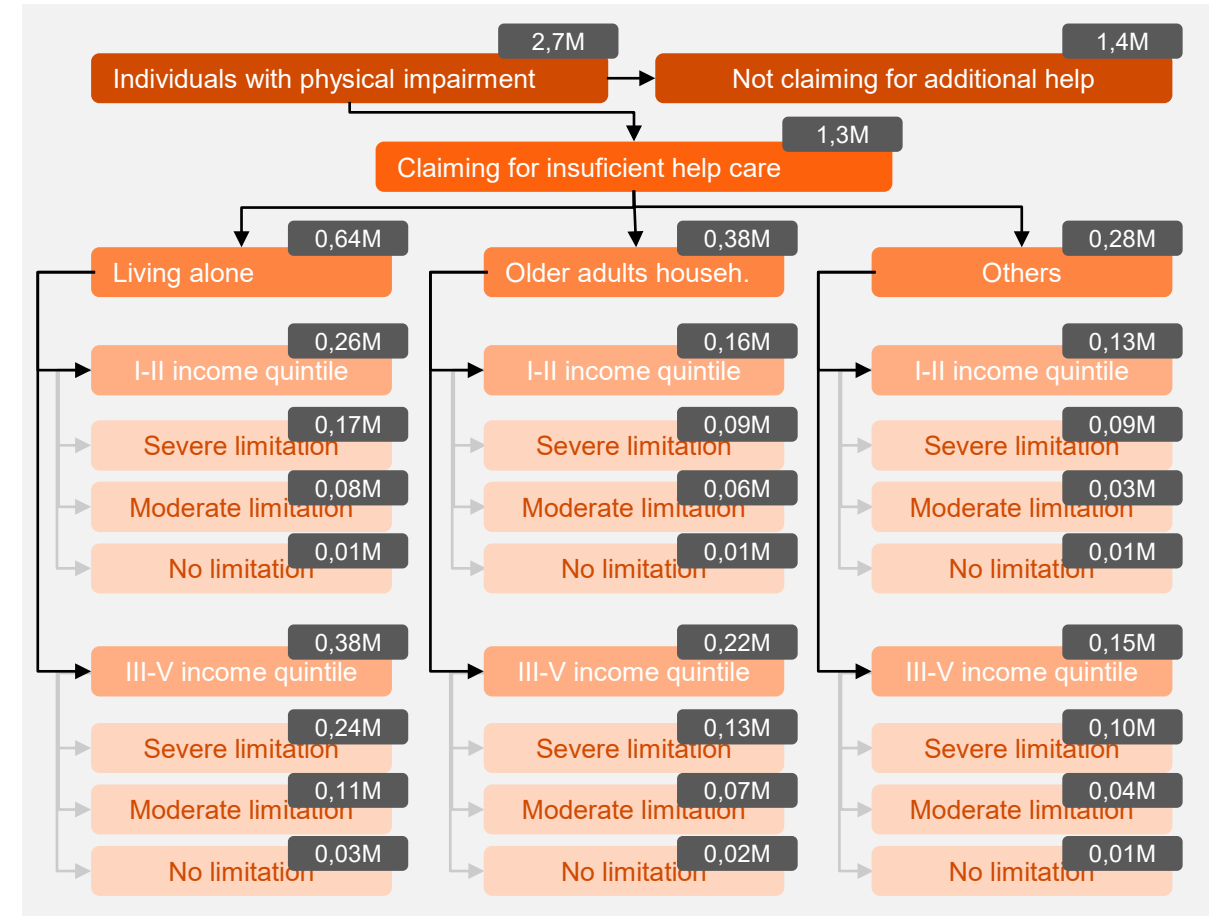 2,7M
Individuals with physical impairment
1,4M
Not claiming for additional help
1,3M
Claiming for insuficient help care
0,64M
Living alone
0,26M
I-II income quintile
0,17M
Severe limitation
0,08M
Moderate limitation
0,01M
No limitation
0,38M
III-V income quintile
0,24M
Severe limitation
0,11M
Moderate limitation
0,03M
No limitation
0,38M
Older adults househ.
0,16M
I-II income quintile
0,09M
Severe limitation
0,06M
Moderate limitation
0,01M
No limitation
0,22M
III-V income quintile
0,13M
Severe limitation
0,07M
Moderate limitation
0,02M
No limitation
0,28M
Others
0,13M
I-II income quintile
0,09M
Severe limitation
0,03M
Moderate limitation
0,01M
No limitation
0,15M
III-V income quintile
0,10M
Severe limitation
0,04M
Moderate limitation
0,01M
No limitation